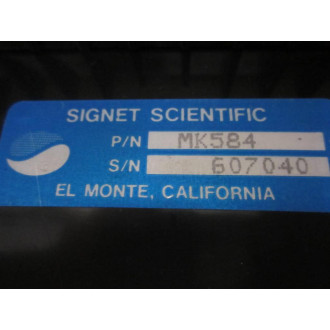 SIGNET SCIENTIFIC
P/N MK584
S/N 607040
EL MONTE, CALIFORNIA